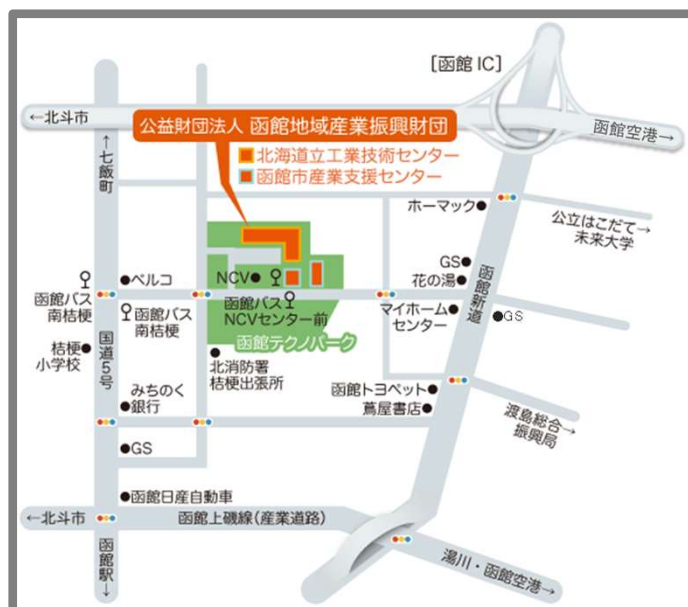 [函館IC]
←北斗市
函館空港→
公益財団法人 函館地域産業振興財団
北海道立工業技術センター
函館市産業支援センター
←七飯町
ホーマック
公立はこだて→
未来大学
GS
花の湯
函館新道
ベルコ
NCV
函館バス
南桔梗
函館バス
南桔梗
函館バス
NCVセンター前
マイホーム
センター
GS
函館テクノパーク
国道5号
桔梗
小学校
北消防署
桔梗出張所
みちのく
銀行
函館トヨペット
蔦屋書店
渡島総合→
振興局
GS
函館日産自動車
←北斗市
函館上磯線(産業道路)
函館駅→
湯川・函館空港→